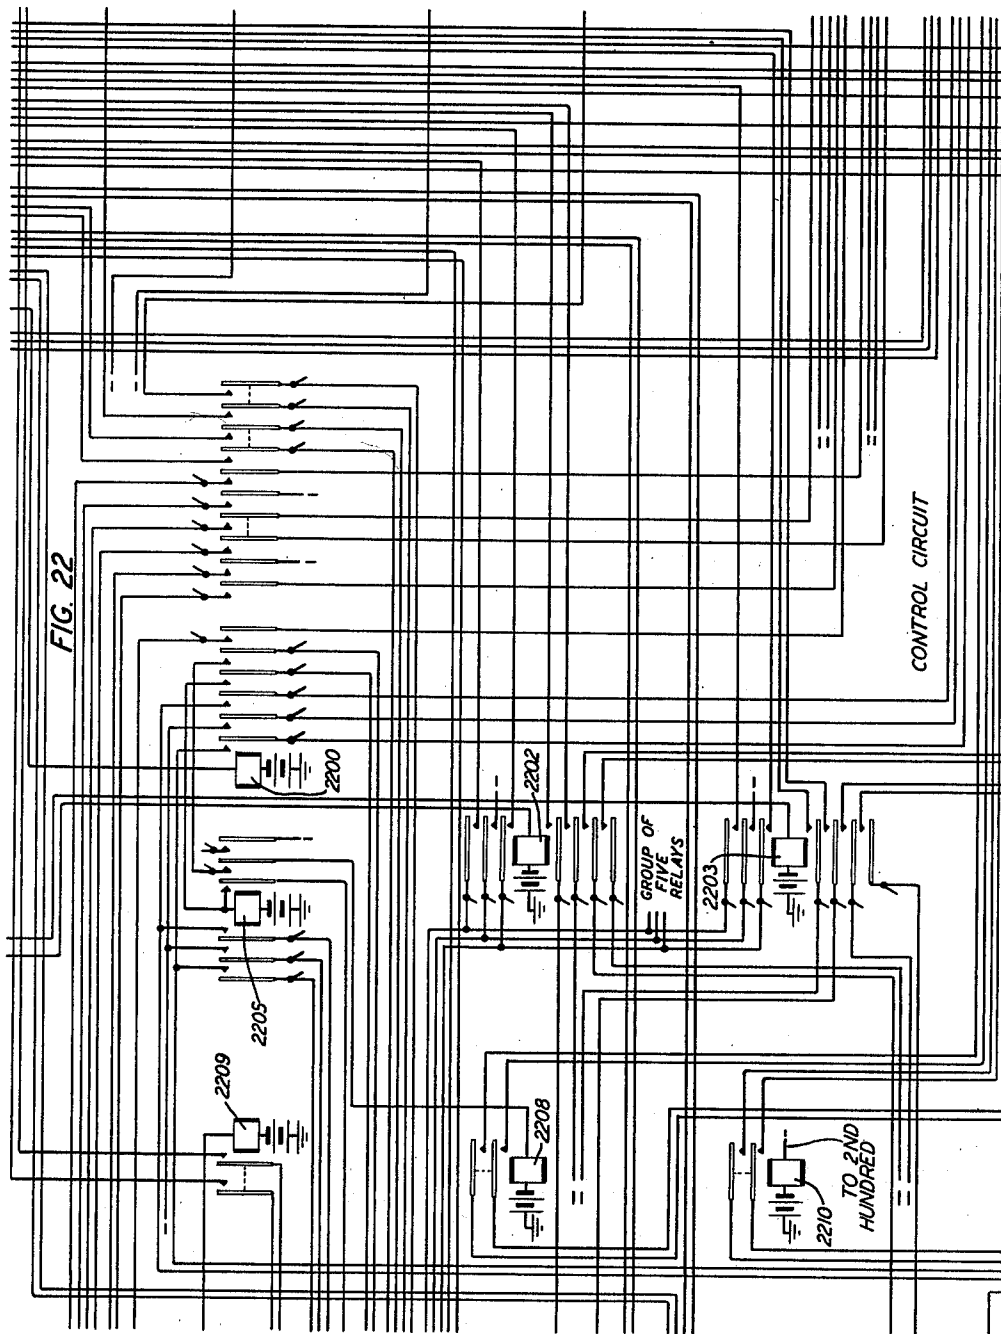 FIG. 22
CONTROL CIRCUIT
2200
2202
GROUP OF
FIVE
RELAYS
2203
2205
2209
2208
2210
TO 2ND
HUNDRED